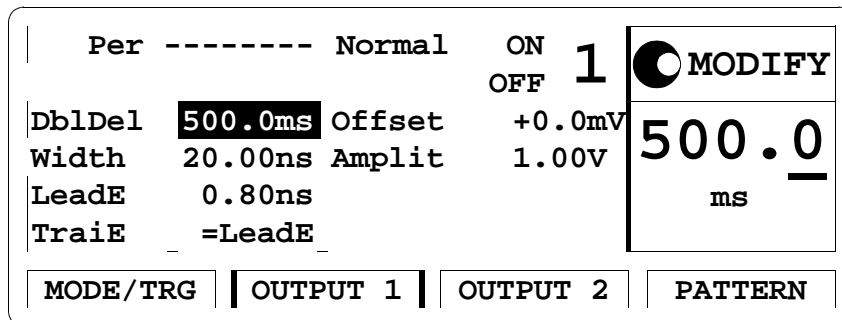 Per -------- Normal ON
OFF
1
MODIFY
DblDel 500.0ms Offset +0.0mV
Width 20.00ns Amplit 1.00V
LeadE 0.80ns
TraiE =LeadE
500.0
ms
MODE/TRG OUTPUT 1 OUTPUT 2 PATTERN